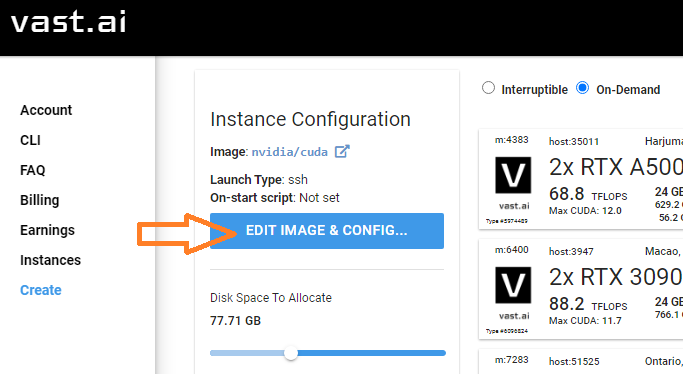 vast.ai
Account
CLI
FAQ
Billing
Earnings
Instances
Create
Instance Configuration
Image: nvidia/cuda
Launch Type: ssh
On-start script: Not set
EDIT IMAGE & CONFIG...
Disk Space To Allocate
77.71 GB
Interruptible On-Demand
m:4383 host:35011 Harjuma
2x RTX A500
68.8 TFLOPS 24 GB
629.2
Max CUDA: 12.0 56.2
vast.ai
Type #5974489
m:6400 host:3947 Macao,
2x RTX 3090
88.2 TFLOPS 24 GB
Max CUDA: 11.7 766.1
vast.ai
Type #6096824
m:7283 host:51525 Ontario,